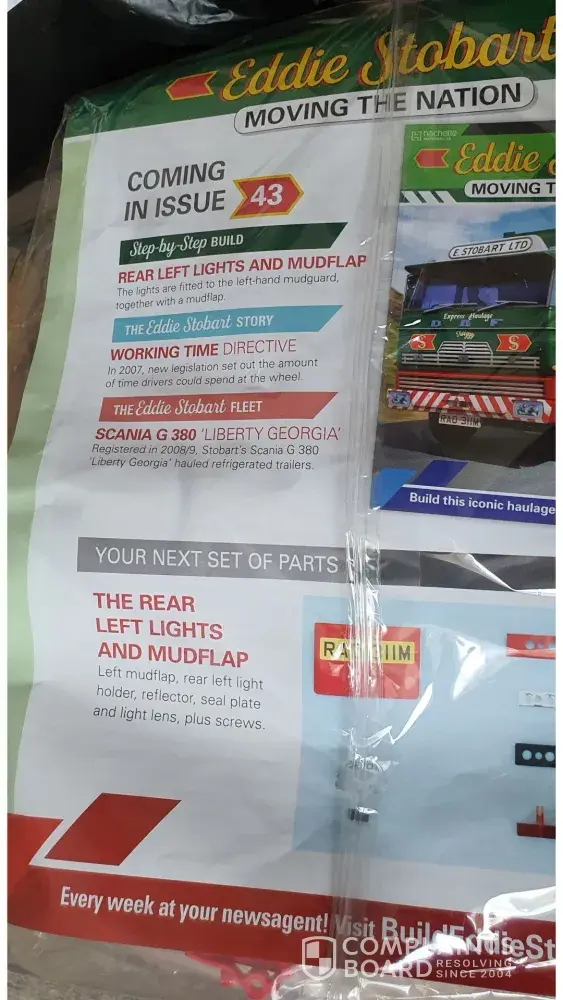 Eddie Stobart
MOVING THE NATION
COMING
IN ISSUE 43
Step-by-Step BUILD
REAR LEFT LIGHTS AND MUDFLAP
The lights are fitted to the left-hand mudguard,
together with a mudflap.
THE Eddie Stobart STORY
WORKING TIME DIRECTIVE
In 2007, new legislation set out the amount
of time drivers could spend at the wheel.
THE Eddie Stobart FLEET
SCANIA G 380 'LIBERTY GEORGIA'
Registered in 2008/9, Stobart's Scania G 380
'Liberty Georgia' hauled refrigerated trailers.
hachette
Eddie
MOVING T
E. STOBART LTD
Express Haulage
D A F
S S
RAO 311M
Build this iconic haulage
YOUR NEXT SET OF PARTS
THE REAR
LEFT LIGHTS
AND MUDFLAP
Left mudflap, rear left light
holder, reflector, seal plate
and light lens, plus screws.
RAO 311M
Every week at your newsagent! Visit BuildEddieSt
BOARD RESOLVING
SINCE 2004